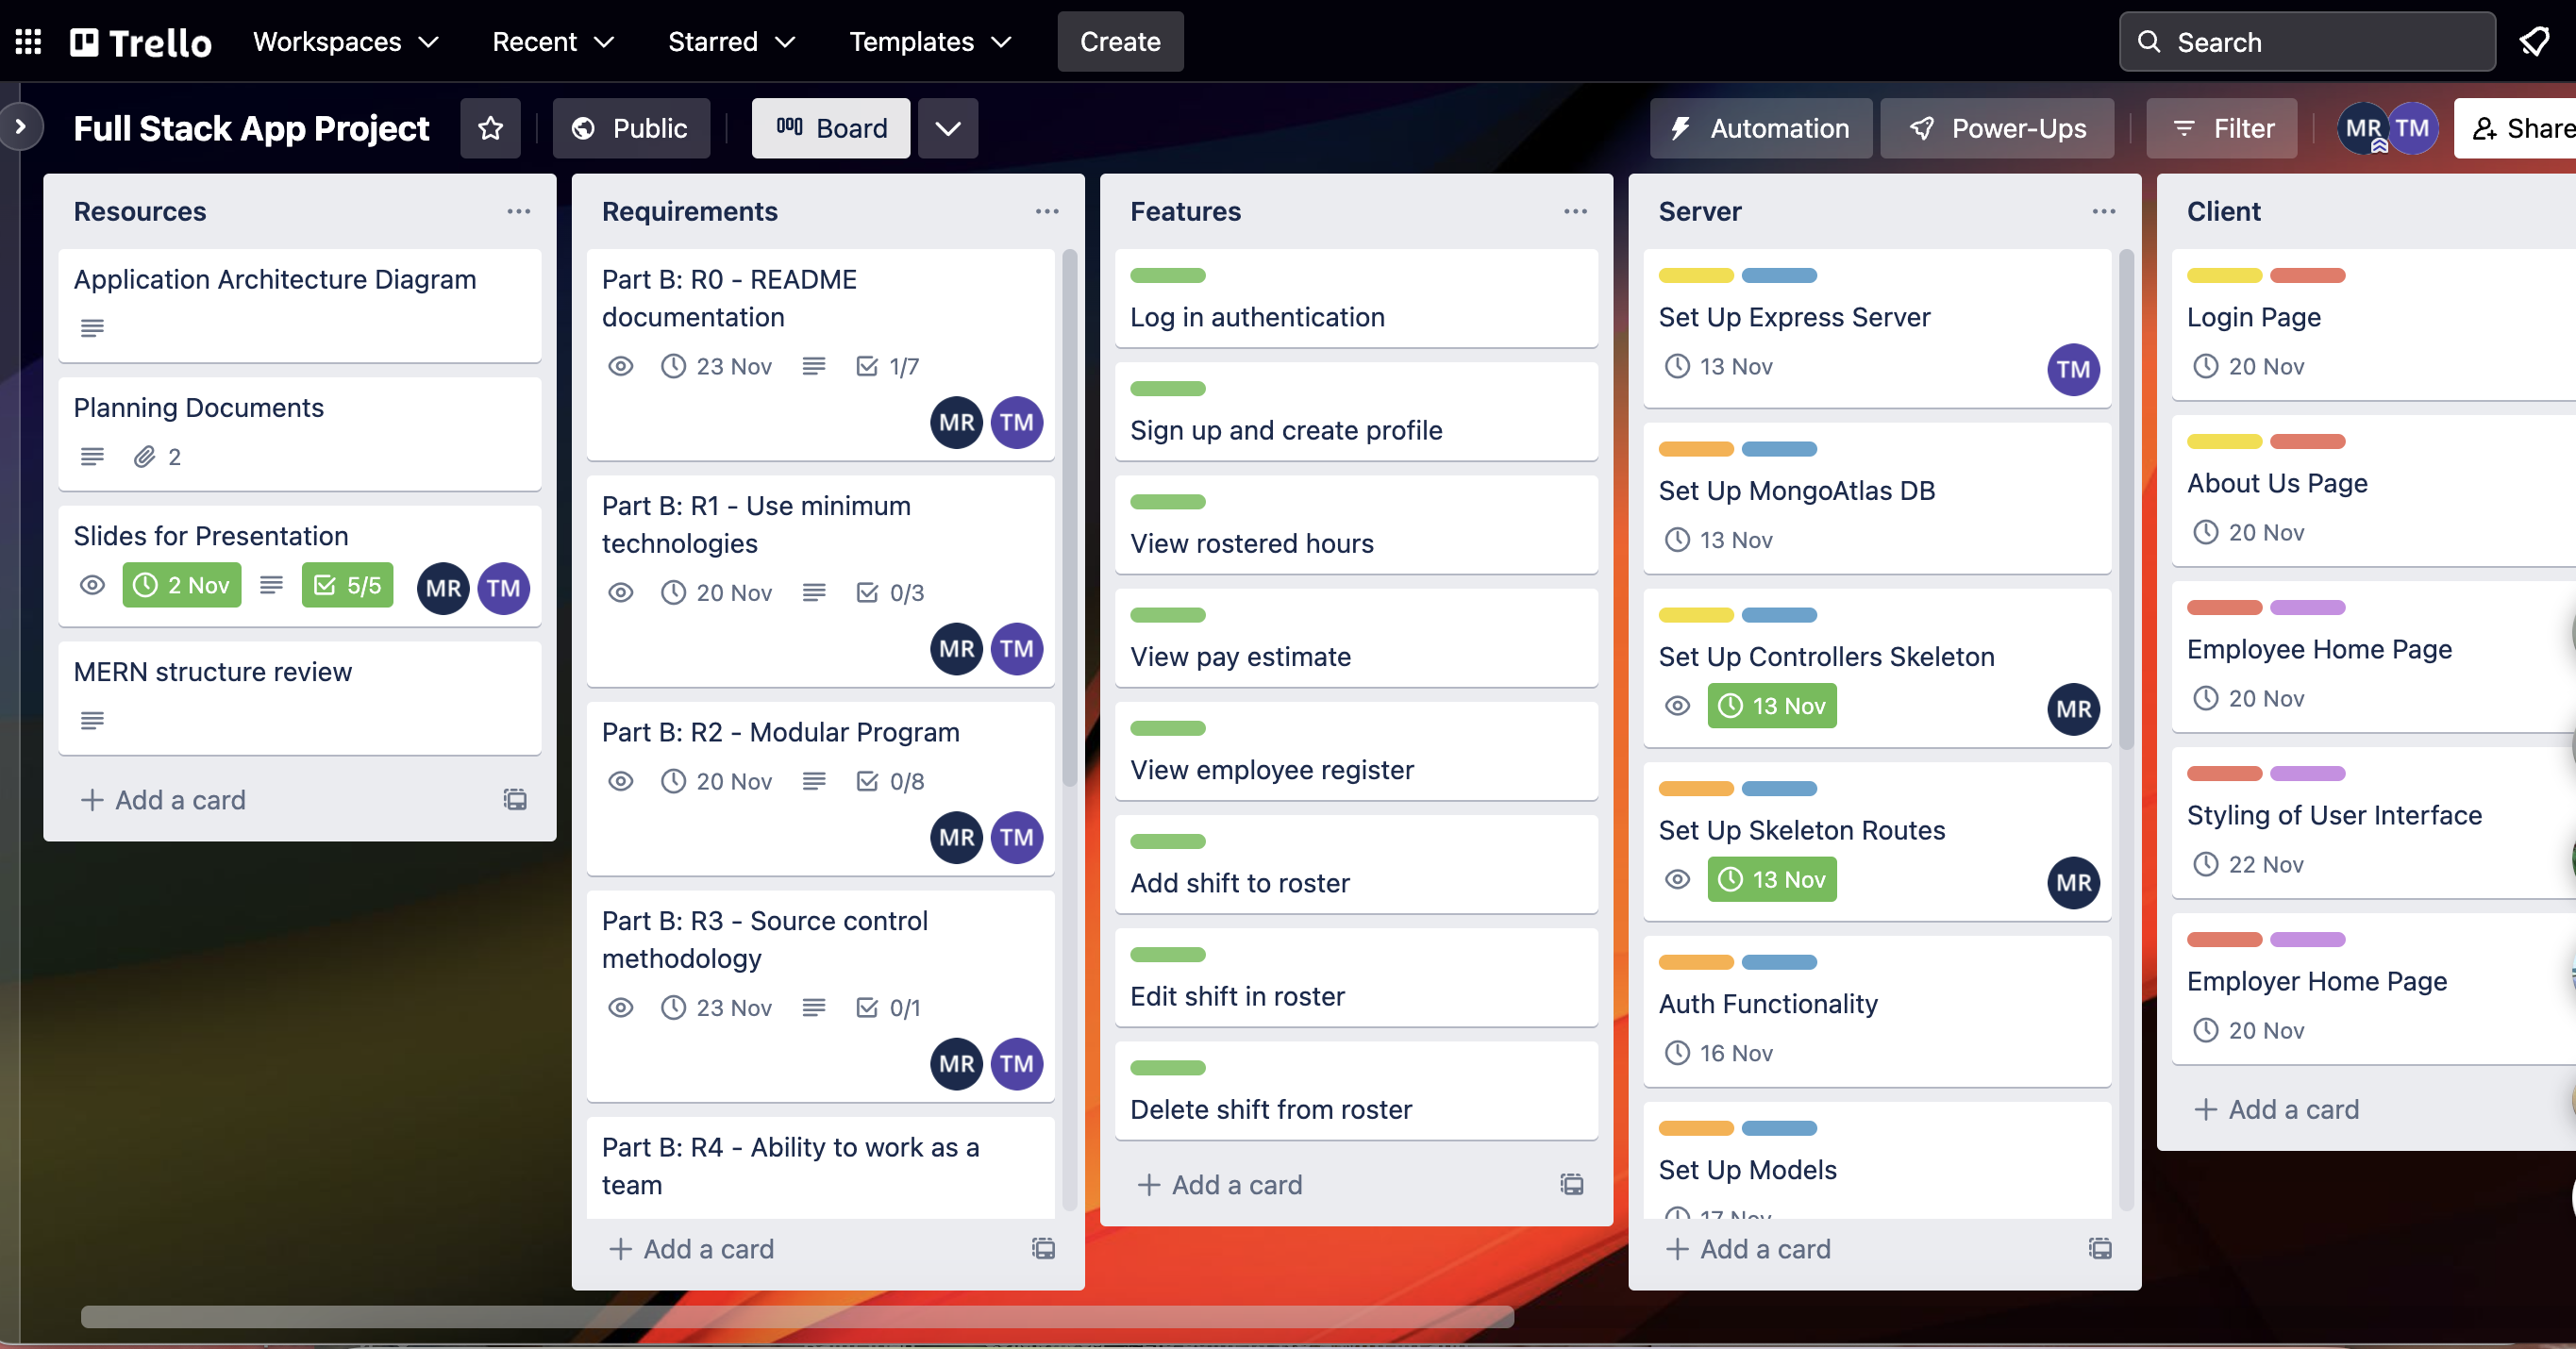 Trello
Workspaces
Recent
Starred
Templates
Create
Search
Full Stack App Project
Public
Board
Automation
Power-Ups
Filter
MR
TM
Share
Resources
Application Architecture Diagram
Planning Documents
2
Slides for Presentation
2 Nov
5/5
MR
TM
MERN structure review
Add a card
Requirements
Part B: R0 - README
documentation
23 Nov
1/7
MR
TM
Part B: R1 - Use minimum
technologies
20 Nov
0/3
MR
TM
Part B: R2 - Modular Program
20 Nov
0/8
MR
TM
Part B: R3 - Source control
methodology
23 Nov
0/1
MR
TM
Part B: R4 - Ability to work as a
team
Add a card
Features
Log in authentication
Sign up and create profile
View rostered hours
View pay estimate
View employee register
Add shift to roster
Edit shift in roster
Delete shift from roster
Add a card
Server
Set Up Express Server
13 Nov
TM
Set Up MongoAtlas DB
13 Nov
Set Up Controllers Skeleton
13 Nov
MR
Set Up Skeleton Routes
13 Nov
MR
Auth Functionality
16 Nov
Set Up Models
17 Nov
Add a card
Client
Login Page
20 Nov
About Us Page
20 Nov
Employee Home Page
20 Nov
Styling of User Interface
22 Nov
Employer Home Page
20 Nov
Add a card